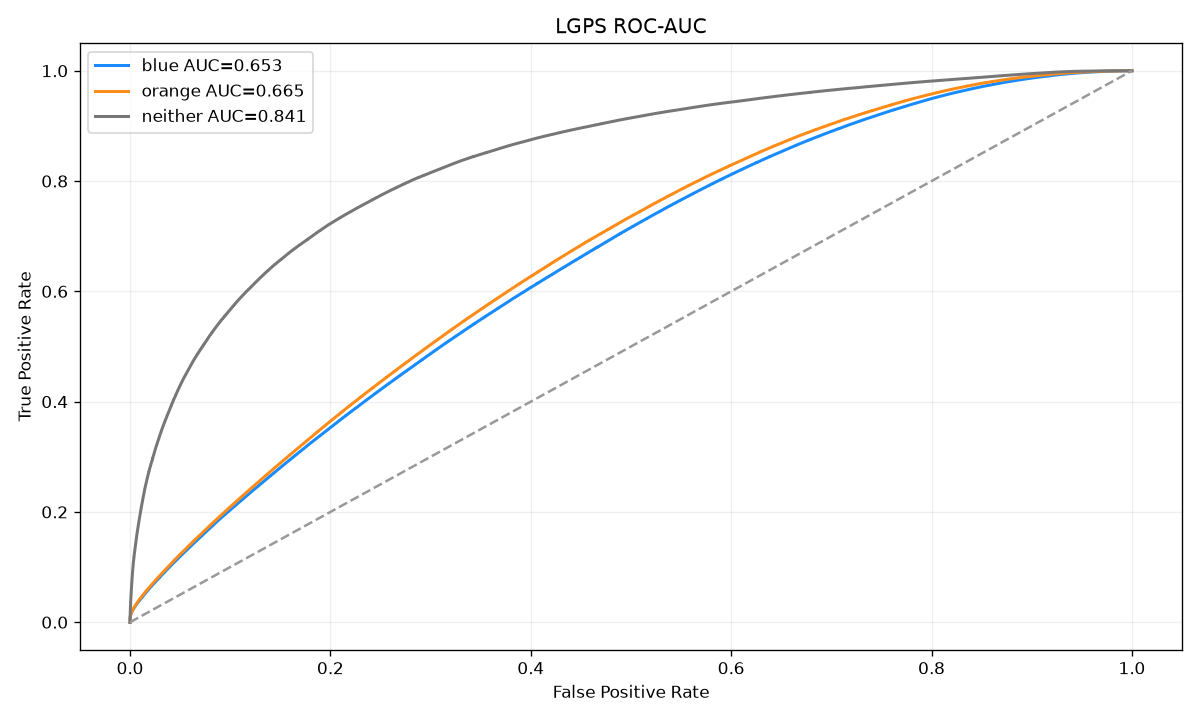 LGPS ROC-AUC
blue AUC=0.653
orange AUC=0.665
neither AUC=0.841
True Positive Rate
1.0
0.8
0.6
0.4
0.2
0.0
0.0 0.2 0.4 0.6 0.8 1.0
False Positive Rate